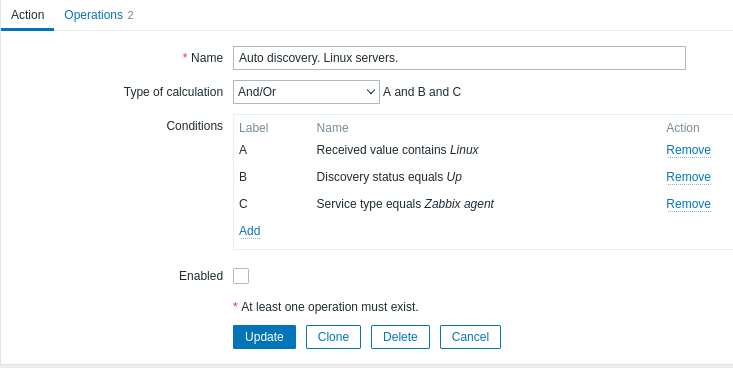 Action Operations 2
* Name Auto discovery. Linux servers.
Type of calculation And/Or A and B and C
Conditions Label Name Action
A Received value contains Linux Remove
B Discovery status equals Up Remove
C Service type equals Zabbix agent Remove
Add
Enabled
* At least one operation must exist.
Update Clone Delete Cancel